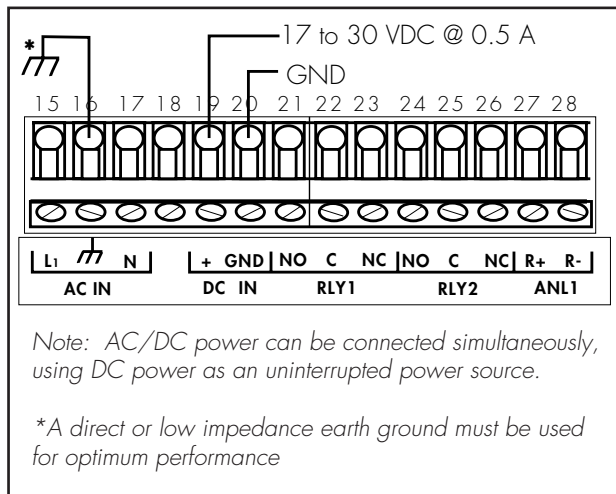 17 to 30 VDC @ 0.5 A
*
GND
15 16 17 18 19 20 21 22 23 24 25 26 27 28
L1 N + GND NO C NC NO C NC R+ R-
AC IN DC IN RLY1 RLY2 ANL1
Note: AC/DC power can be connected simultaneously,
using DC power as an uninterrupted power source.
*A direct or low impedance earth ground must be used
for optimum performance